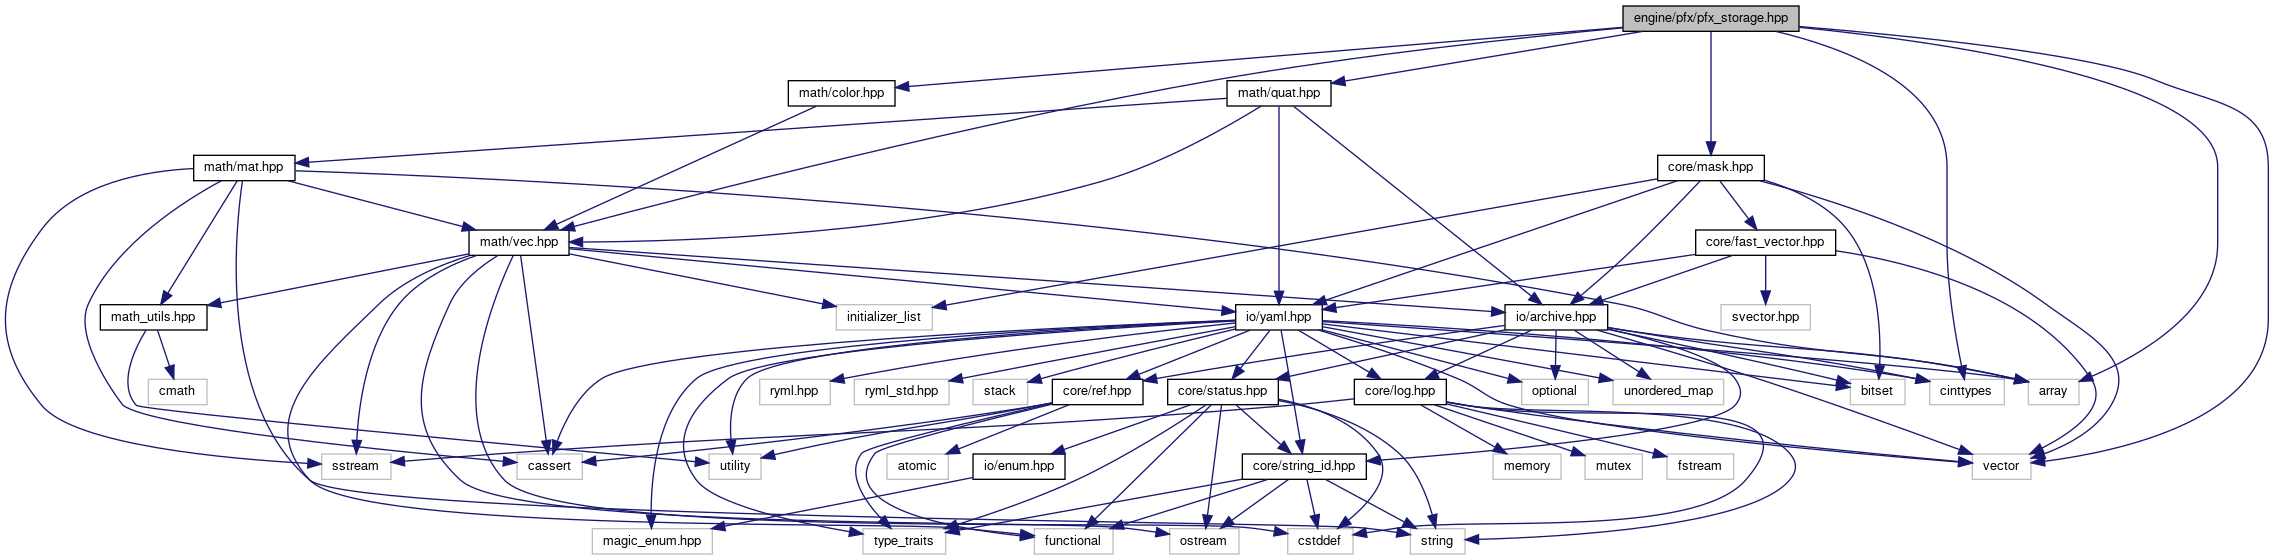 engine/pfx/pfx_storage.hpp
math/color.hpp
math/quat.hpp
math/mat.hpp
core/mask.hpp
math/vec.hpp
core/fast_vector.hpp
math_utils.hpp
initializer_list
io/yaml.hpp
io/archive.hpp
svector.hpp
cmath
ryml.hpp
ryml_std.hpp
stack
core/ref.hpp
core/status.hpp
core/log.hpp
optional
unordered_map
bitset
cinttypes
array
sstream
cassert
utility
atomic
io/enum.hpp
core/string_id.hpp
memory
mutex
fstream
vector
magic_enum.hpp
type_traits
functional
ostream
cstddef
string